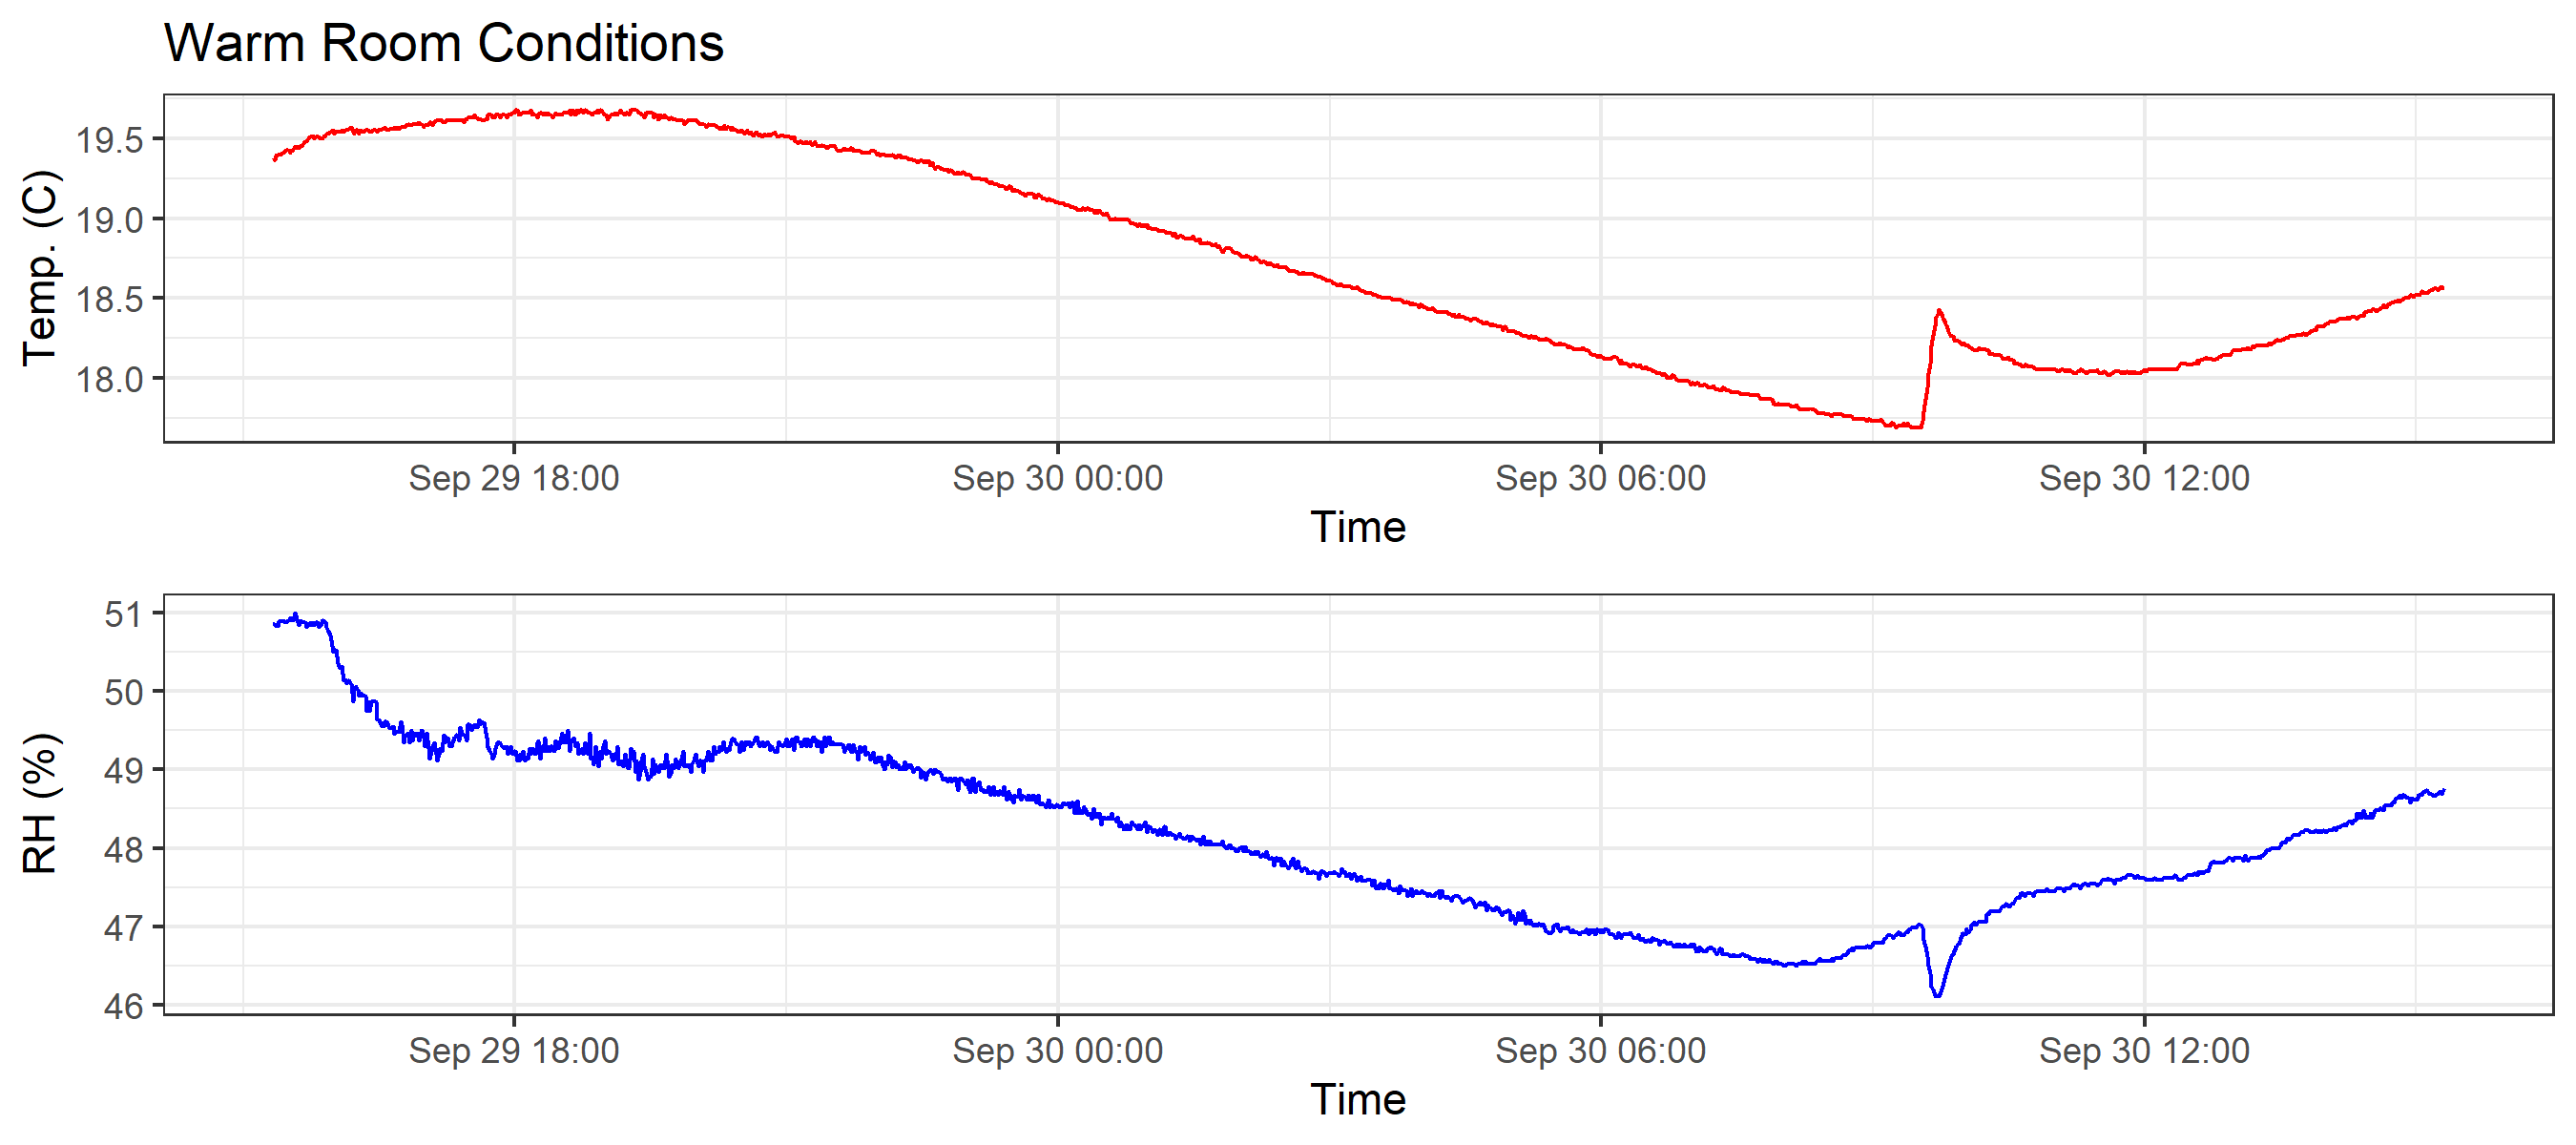 Warm Room Conditions
Temp. (C)
19.5
19.0
18.5
18.0
Sep 29 18:00 Sep 30 00:00 Sep 30 06:00 Sep 30 12:00
Time
RH (%)
51
50
49
48
47
46
Sep 29 18:00 Sep 30 00:00 Sep 30 06:00 Sep 30 12:00
Time